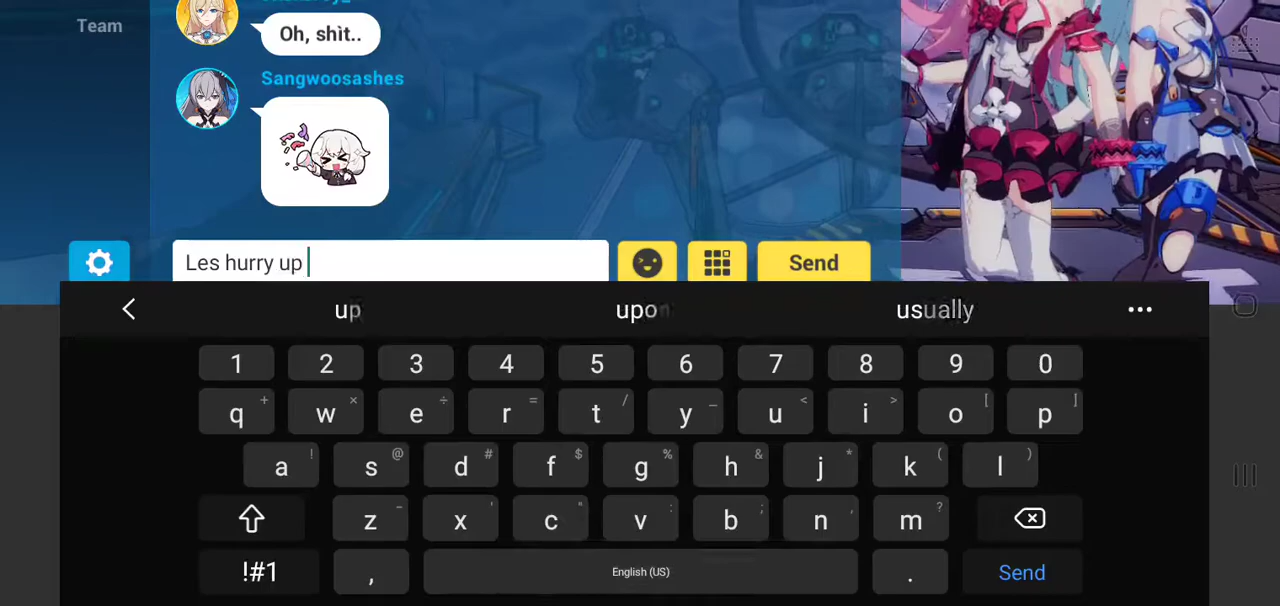 Team
Oh, shìt..
Sangwoosashes
Les hurry up
Send
up
upon
usually
1 2 3 4 5 6 7 8 9 0
q + w × e ÷ r = t / y _ u < i > o [ p ]
a ! s @ d # f $ g % h & j * k ( l )
z - x ' c " v : b ; n , m ?
!#1 , English (US) . Send